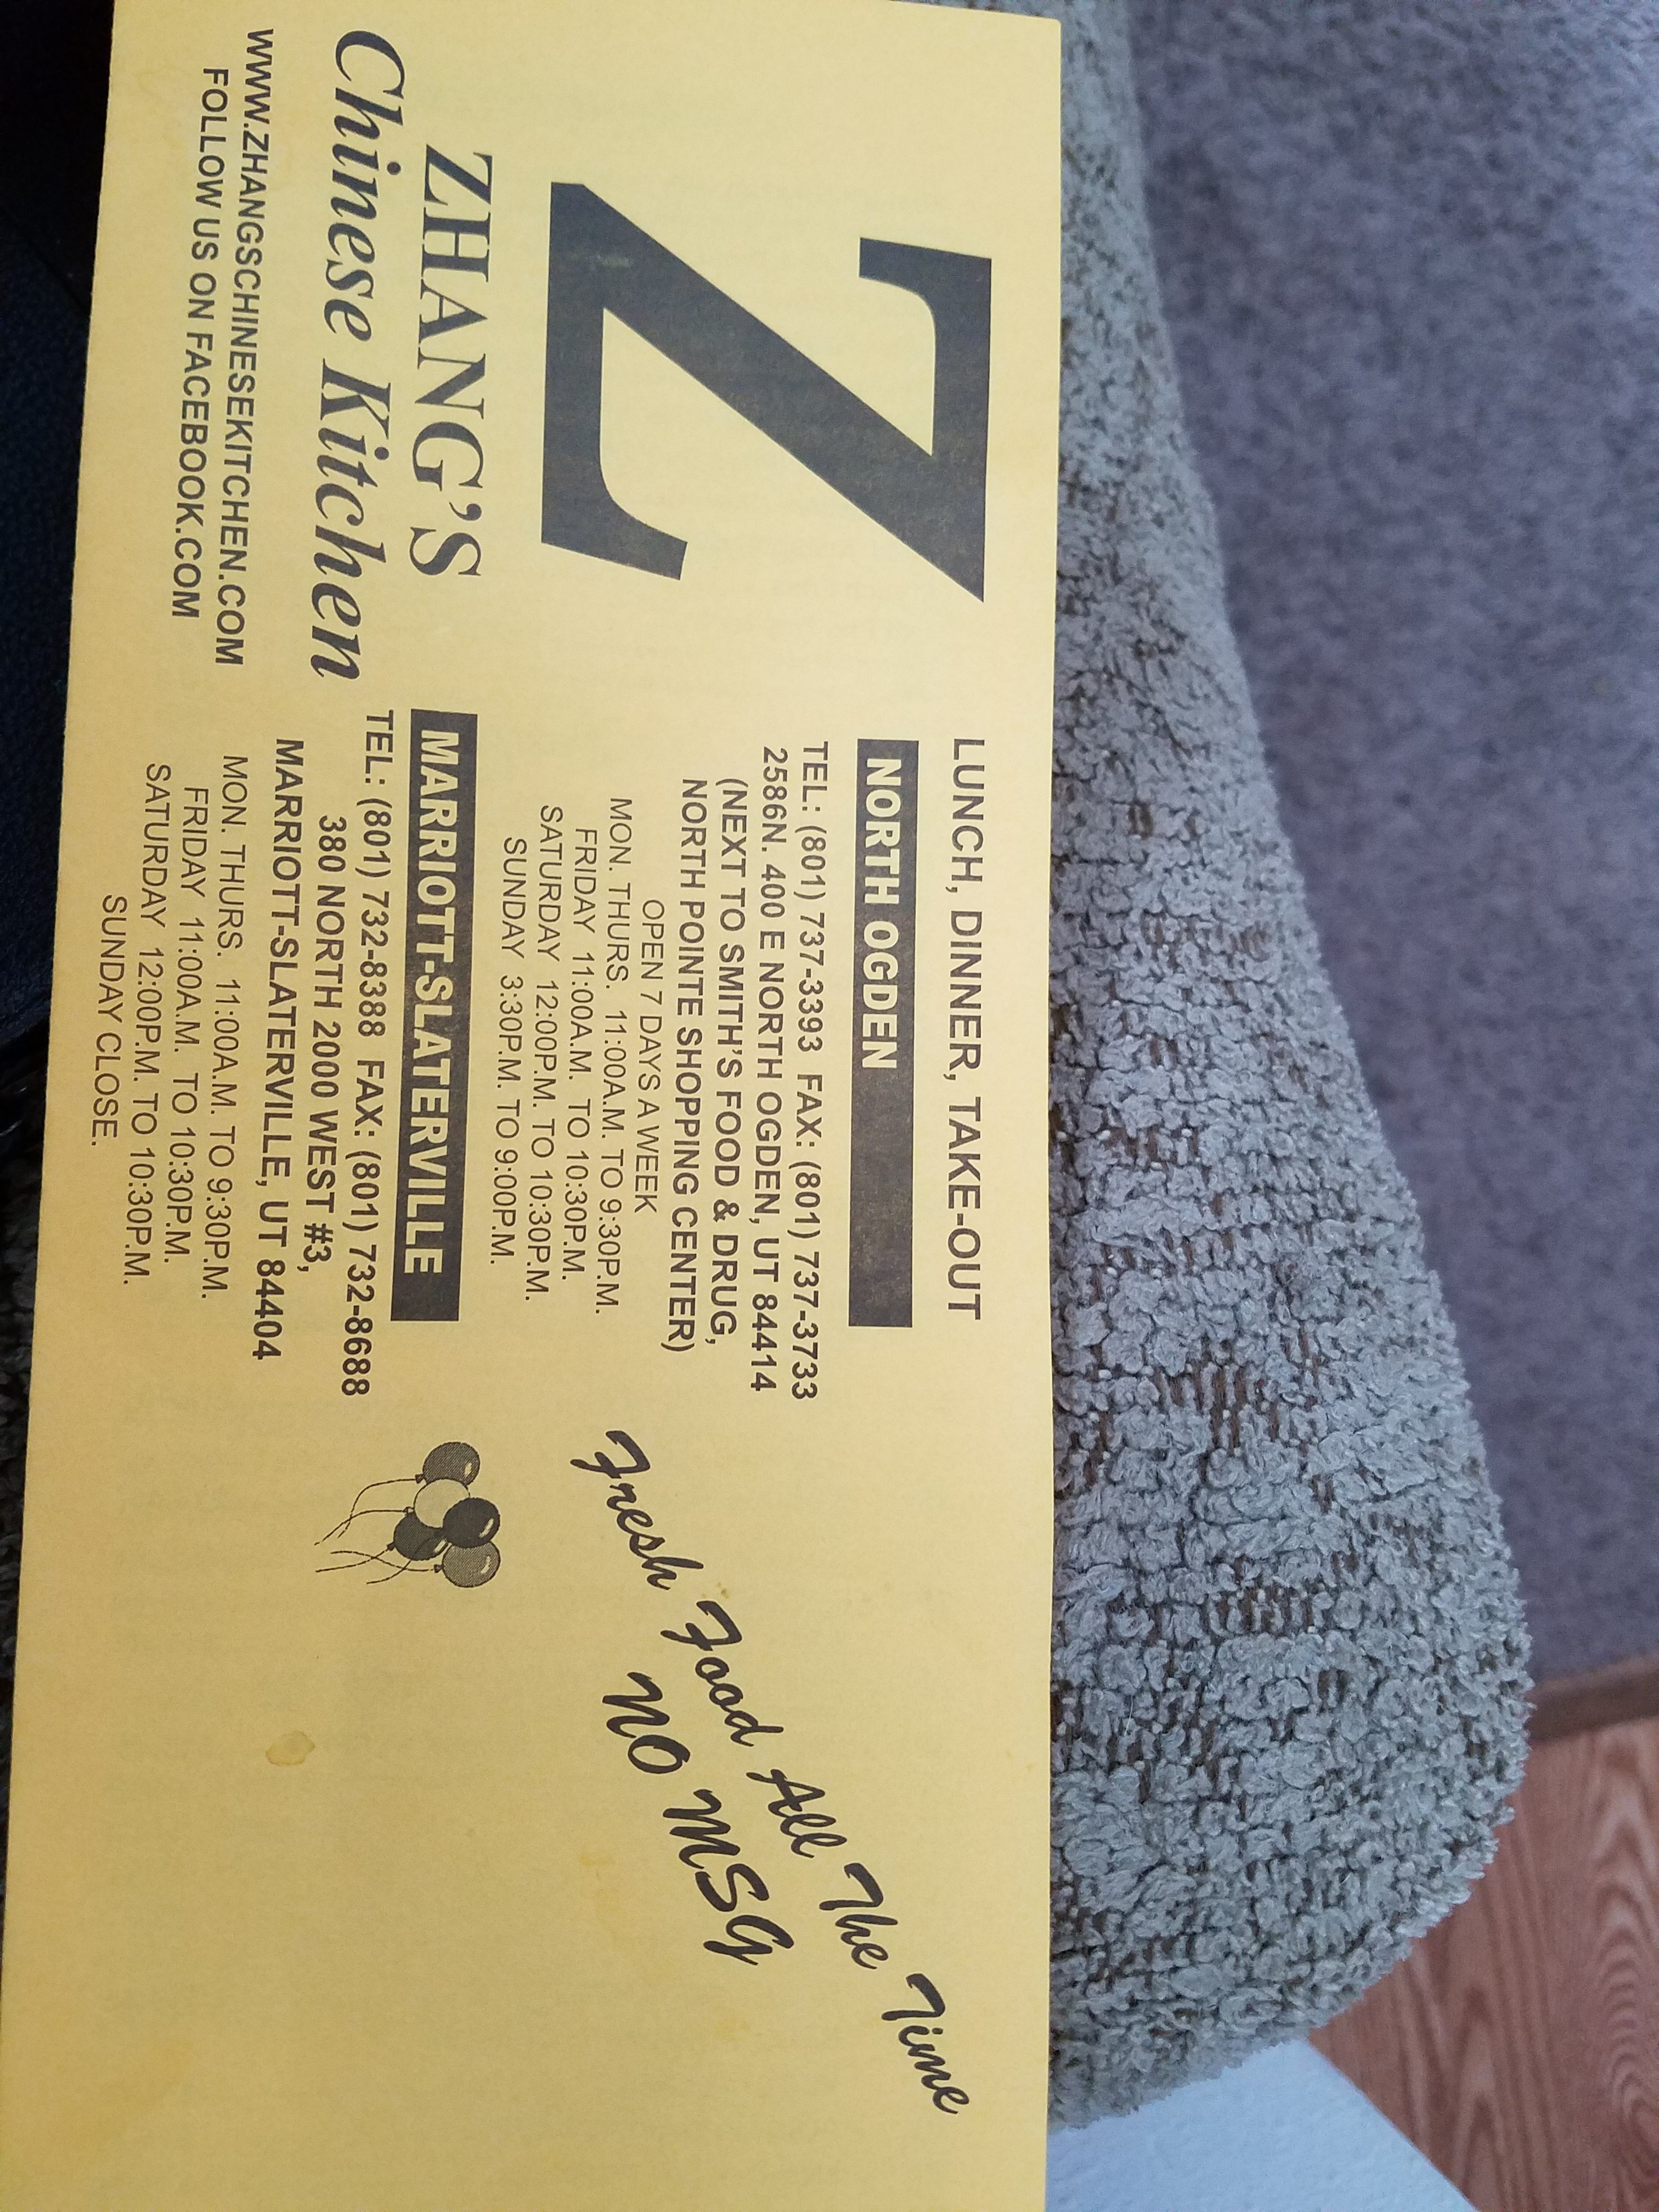 Z
ZHANG'S
Chinese Kitchen
WWW.ZHANGSCHINESEKITCHEN.COM
FOLLOW US ON FACEBOOK.COM
LUNCH, DINNER, TAKE-OUT
NORTH OGDEN
TEL: (801) 737-3393 FAX: (801) 737-3733
2586N. 400 E NORTH OGDEN, UT 84414
(NEXT TO SMITH'S FOOD & DRUG,
NORTH POINTE SHOPPING CENTER)
OPEN 7 DAYS A WEEK
MON. THURS. 11:00A.M. TO 9:30P.M.
FRIDAY 11:00A.M. TO 10:30P.M.
SATURDAY 12:00P.M. TO 10:30P.M.
SUNDAY 3:30P.M. TO 9:00P.M.
MARRIOTT-SLATERVILLE
TEL: (801) 732-8388 FAX: (801) 732-8688
380 NORTH 2000 WEST #3,
MARRIOTT-SLATERVILLE, UT 84404
MON. THURS. 11:00A.M. TO 9:30P.M.
FRIDAY 11:00A.M. TO 10:30P.M.
SATURDAY 12:00P.M. TO 10:30P.M.
SUNDAY CLOSE.
Fresh Food All The Time
NO MSG